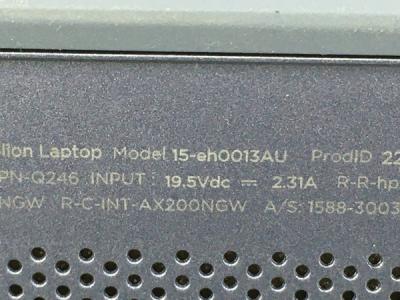 lion Laptop Model 15-eh0013AU ProdID 22
PN-Q246 INPUT: 19.5Vdc ⎓ 2.31A R-R-hp
NGW R-C-INT-AX200NGW A/S: 1588-3003